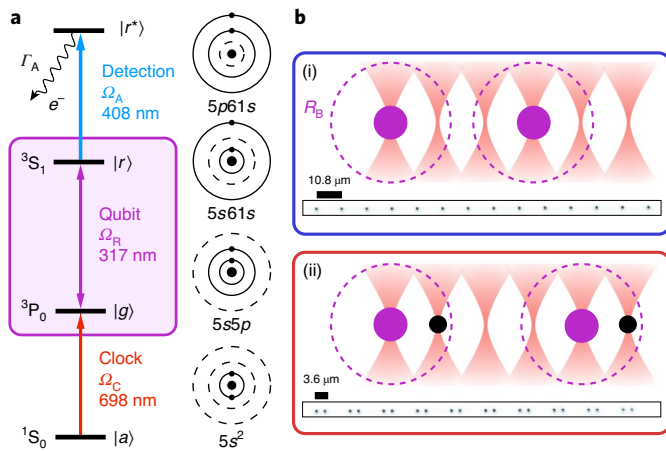 a
|r*⟩
Γ_A
e⁻
Detection
Ω_A
408 nm
5p61s
³S₁
|r⟩
Qubit
Ω_R
317 nm
5s61s
³P₀
|g⟩
5s5p
Clock
Ω_C
698 nm
¹S₀
|a⟩
5s²
b
(i)
R_B
10.8 μm
(ii)
3.6 μm